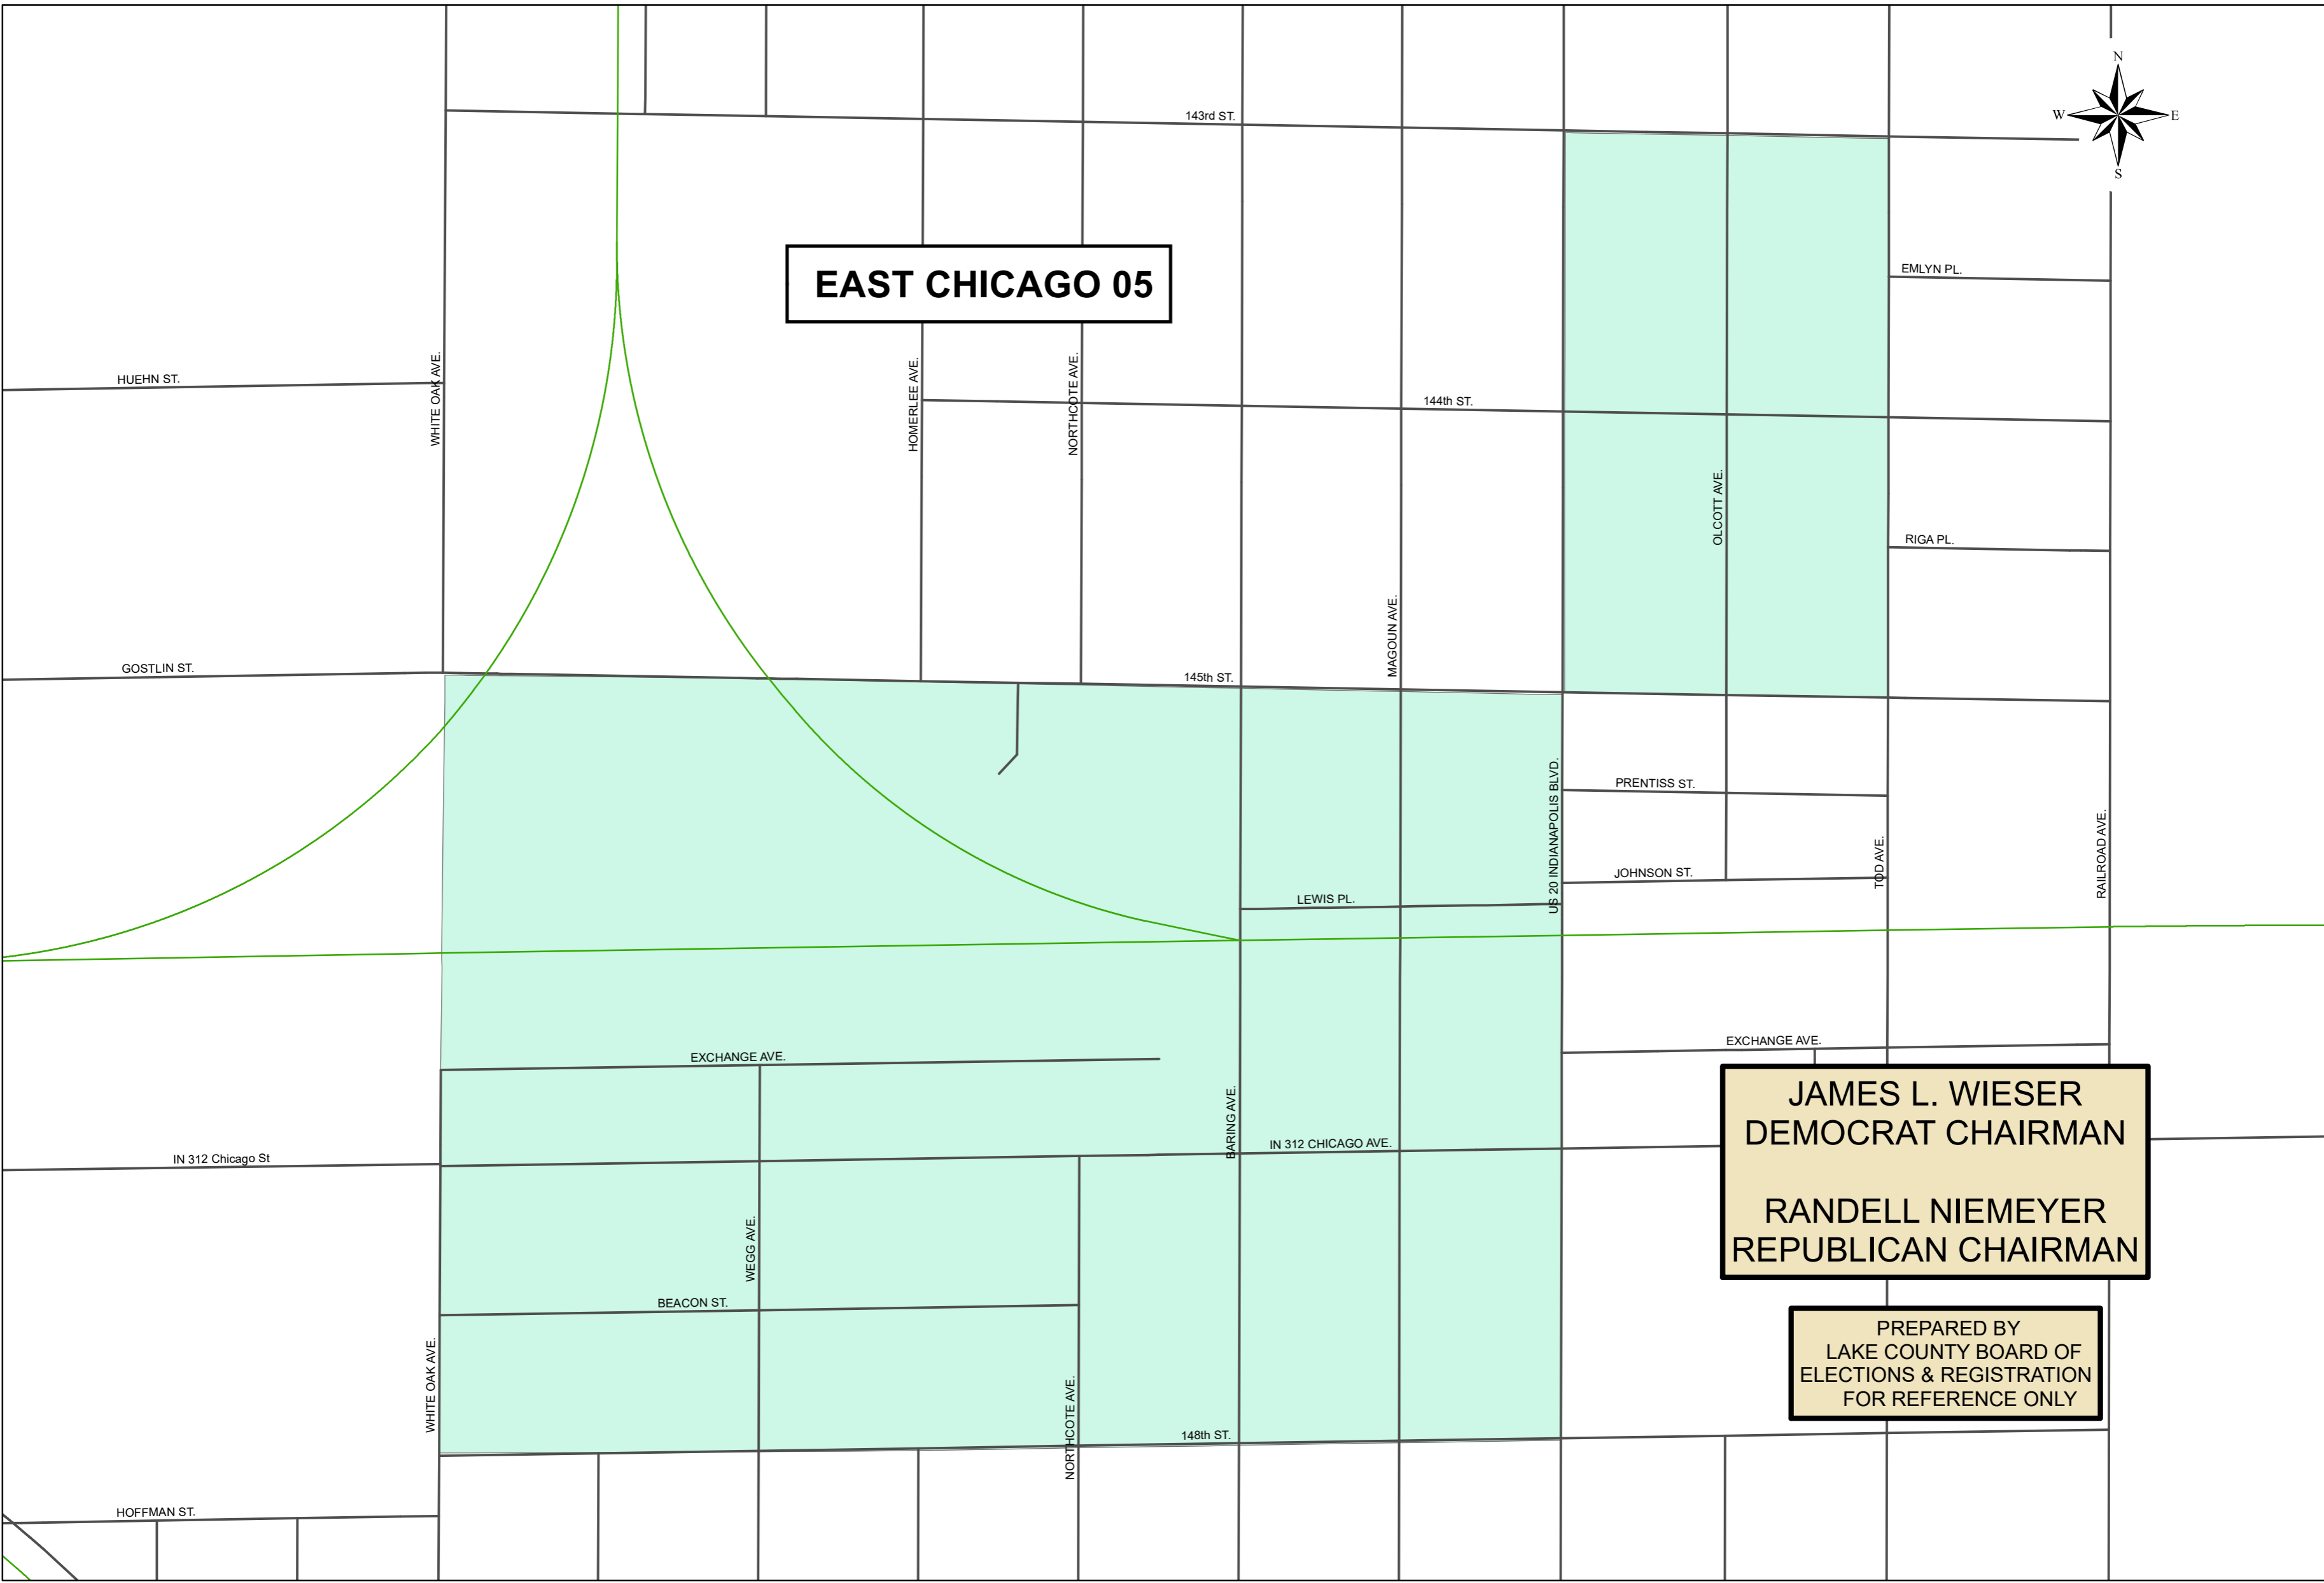 N
W
E
S
143rd ST.
EAST CHICAGO 05
EMLYN PL.
HUEHN ST.
WHITE OAK AVE.
HOMERLEE AVE.
NORTHCOTE AVE.
144th ST.
OLCOTT AVE.
RIGA PL.
MAGOUN AVE.
GOSTLIN ST.
145th ST.
US 20 INDIANAPOLIS BLVD.
PRENTISS ST.
TOD AVE.
RAILROAD AVE.
JOHNSON ST.
LEWIS PL.
EXCHANGE AVE.
EXCHANGE AVE.
BARING AVE.
IN 312 CHICAGO AVE.
IN 312 Chicago St
JAMES L. WIESER
DEMOCRAT CHAIRMAN
RANDELL NIEMEYER
REPUBLICAN CHAIRMAN
WEGG AVE.
BEACON ST.
WHITE OAK AVE.
NORTHCOTE AVE.
PREPARED BY
LAKE COUNTY BOARD OF
ELECTIONS & REGISTRATION
FOR REFERENCE ONLY
148th ST.
HOFFMAN ST.